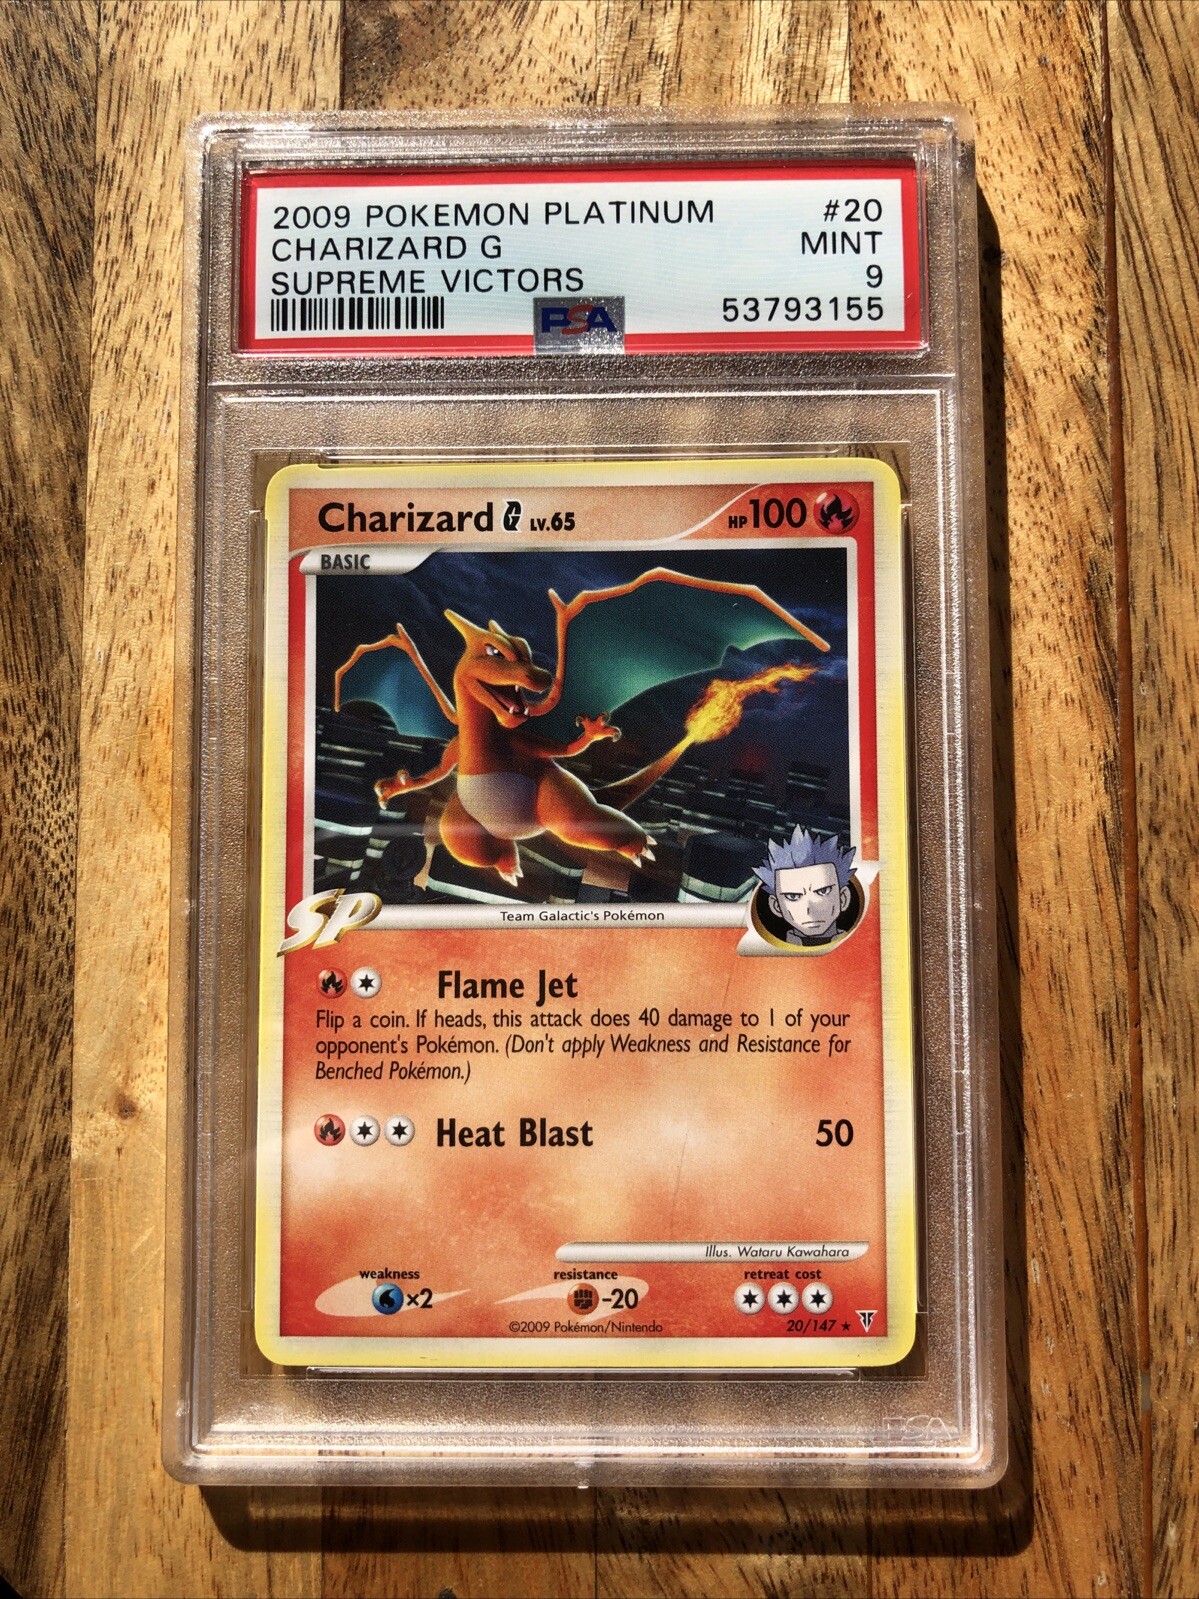 2009 POKEMON PLATINUM #20
CHARIZARD G MINT
SUPREME VICTORS 9
PSA 53793155
Charizard G LV.65 HP 100
BASIC
SP
Team Galactic's Pokémon
Flame Jet
Flip a coin. If heads, this attack does 40 damage to 1 of your
opponent's Pokémon. (Don't apply Weakness and Resistance for
Benched Pokémon.)
Heat Blast 50
Illus. Wataru Kawahara
weakness resistance retreat cost
×2 -20
©2009 Pokémon/Nintendo 20/147 ★
PSA